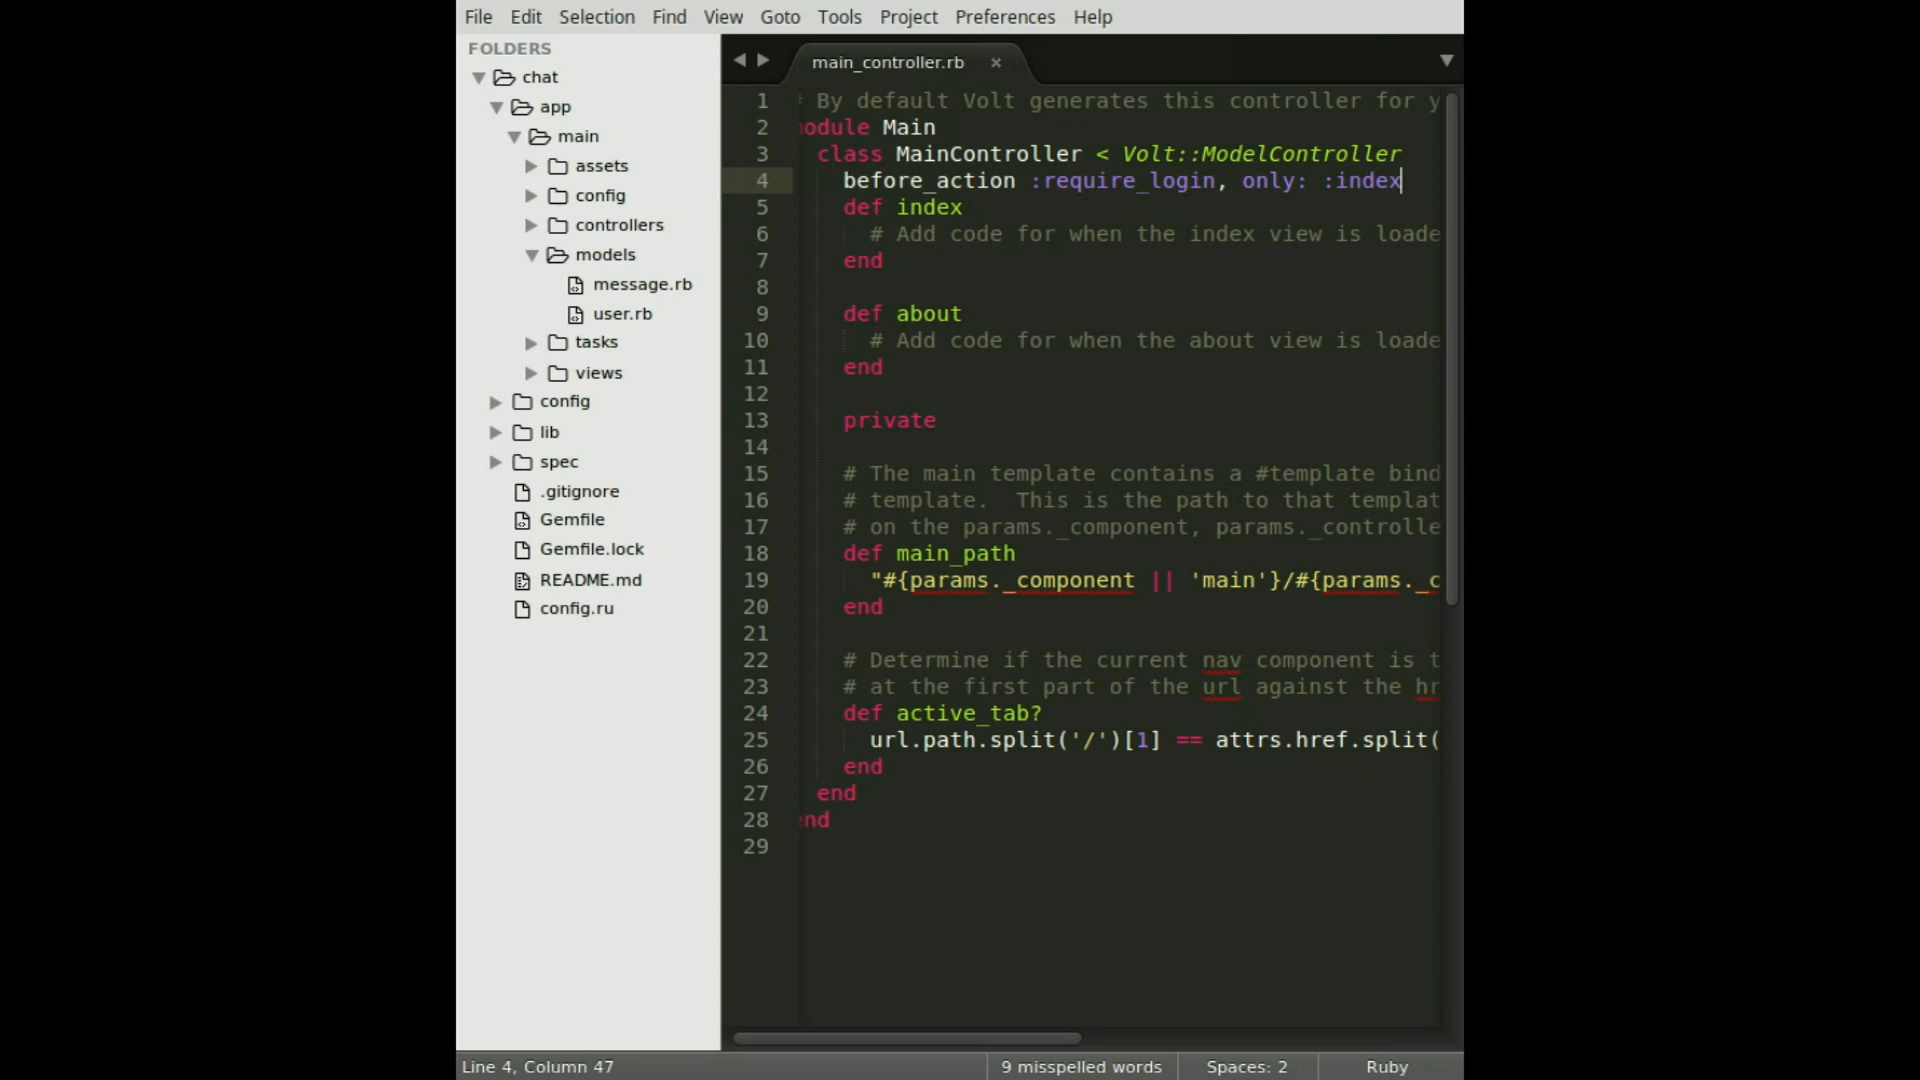 File Edit Selection Find View Goto Tools Project Preferences Help
FOLDERS
chat
app
main
assets
config
controllers
models
message.rb
user.rb
tasks
views
config
lib
spec
.gitignore
Gemfile
Gemfile.lock
README.md
config.ru
main_controller.rb
1 By default Volt generates this controller for y
2 odule Main
3 class MainController < Volt::ModelController
4 before_action :require_login, only: :index
5 def index
6 # Add code for when the index view is loade
7 end
8
9 def about
10 # Add code for when the about view is loade
11 end
12
13 private
14
15 # The main template contains a #template bind
16 # template.  This is the path to that templat
17 # on the params._component, params._controlle
18 def main_path
19 "#{params._component || 'main'}/#{params._c
20 end
21
22 # Determine if the current nav component is t
23 # at the first part of the url against the hr
24 def active_tab?
25 url.path.split('/')[1] == attrs.href.split(
26 end
27 end
28 nd
29
Line 4, Column 47 9 misspelled words Spaces: 2 Ruby